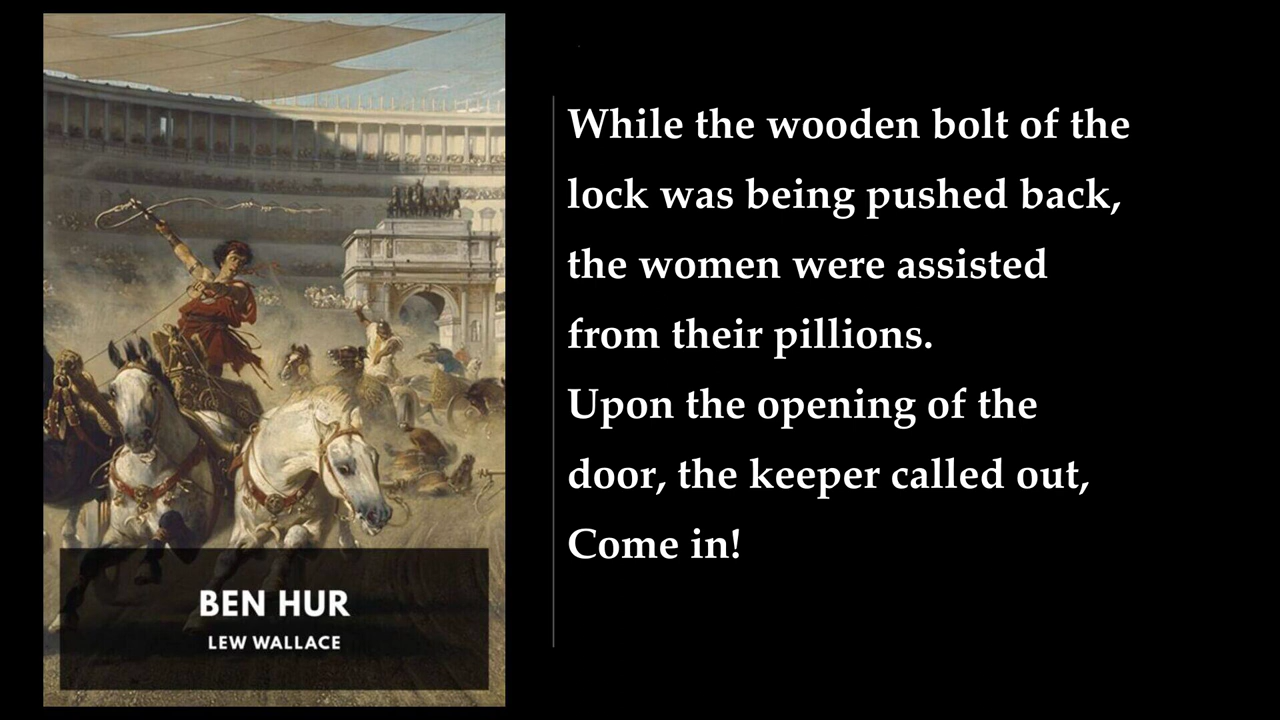 BEN HUR
LEW WALLACE
While the wooden bolt of the
lock was being pushed back,
the women were assisted
from their pillions.
Upon the opening of the
door, the keeper called out,
Come in!